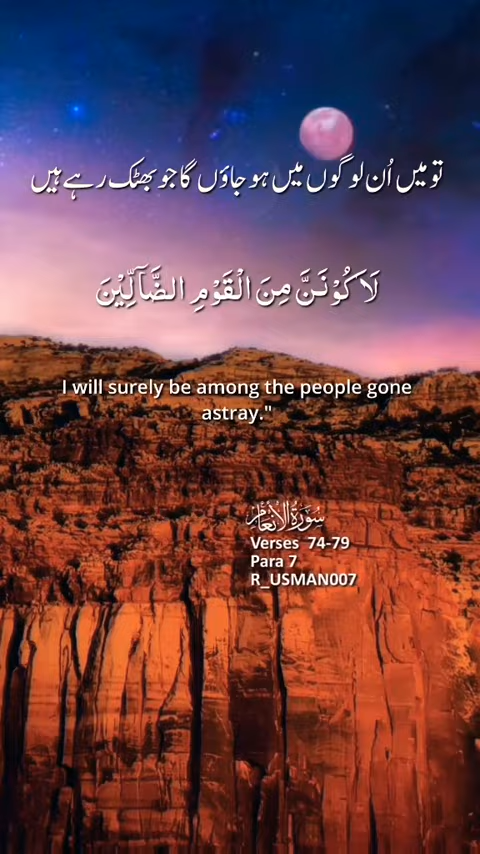 تو میں اُن لوگوں میں ہو جاؤں گا جو بھٹک رہے ہیں
لَاَكُوْنَنَّ مِنَ الْقَوْمِ الضَّآلِّيْنَ
I will surely be among the people gone
astray."
سُوْرَةُ الْاَنْعَام
Verses 74-79
Para 7
R_USMAN007